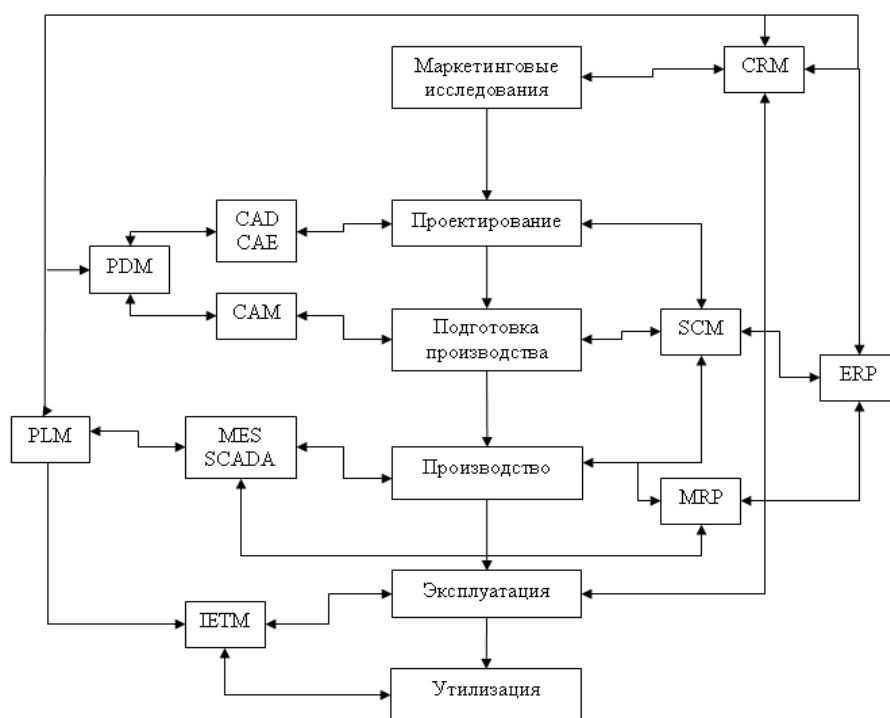 Маркетинговые
исследования
CRM
CAD
CAE
Проектирование
PDM
CAM
Подготовка
производства
SCM
ERP
PLM
MES
SCADA
Производство
MRP
Эксплуатация
IETM
Утилизация